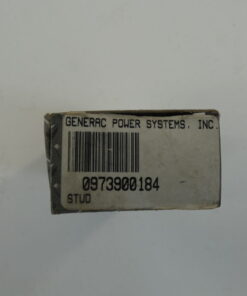 GENERAC POWER SYSTEMS, INC.
0973900184
STUD